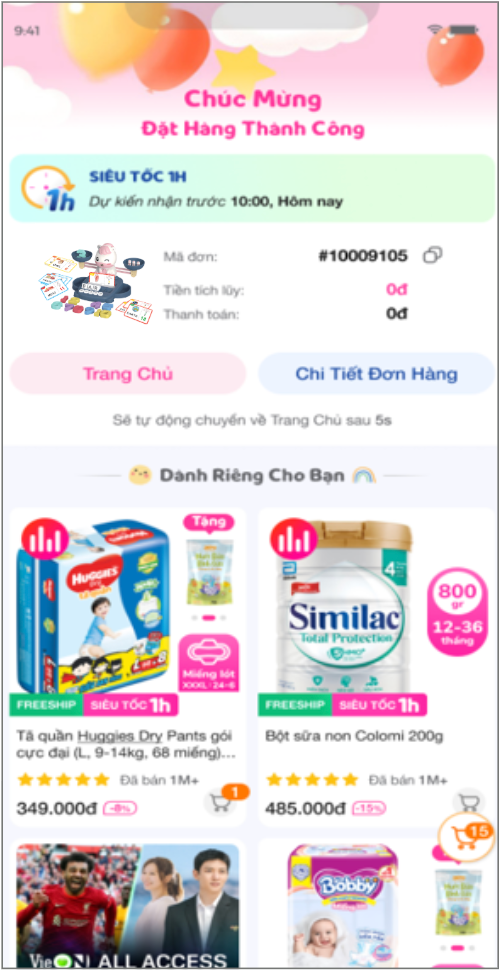 9:41
Chúc Mừng
Đặt Hàng Thành Công
SIÊU TỐC 1H
1h
Dự kiến nhận trước 10:00, Hôm nay
Mã đơn: #10009105
Tiền tích lũy: 0đ
Thanh toán: 0đ
Trang Chủ
Chi Tiết Đơn Hàng
Sẽ tự động chuyển về Trang Chủ sau 5s
Dành Riêng Cho Bạn
Tặng
HUGGIES
Dry
Miếng lót
XXXL/24-6
FREESHIP SIÊU TỐC 1h
Tã quần Huggies Dry Pants gói
cực đại (L, 9-14kg, 68 miếng)...
Đã bán 1M+
349.000đ -8%
1
Abbott
4
Similac
Total Protection
5HMO
800
gr
12-36
tháng
FREESHIP SIÊU TỐC 1h
Bột sữa non Colomi 200g
Đã bán 1M+
485.000đ -15%
15
VieON ALL ACCESS
Bobby